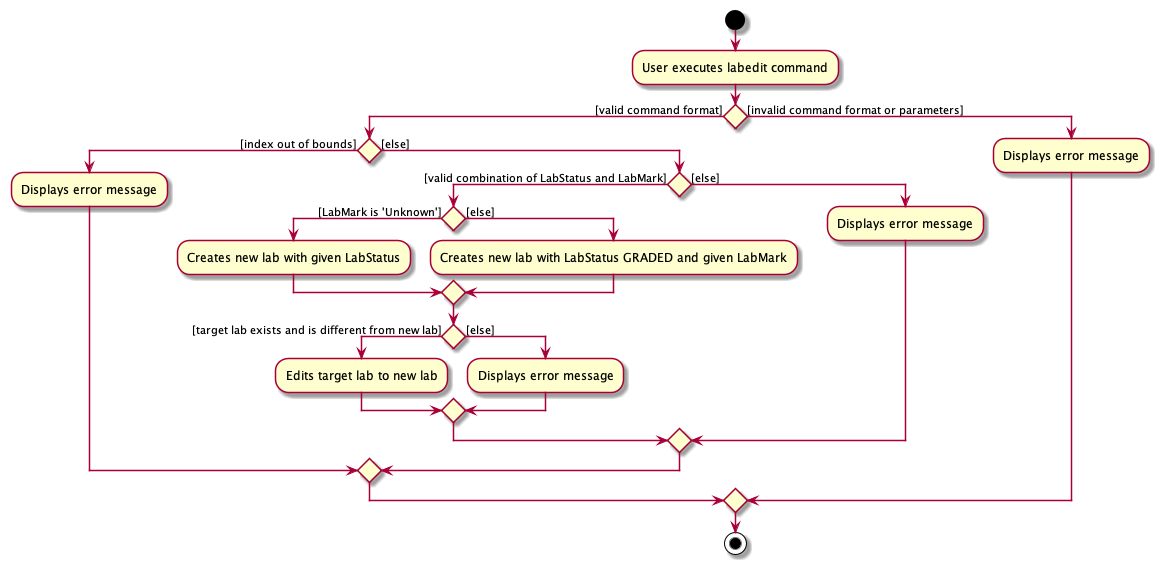 User executes labedit command
[valid command format]
[invalid command format or parameters]
[index out of bounds]
[else]
Displays error message
Displays error message
[valid combination of LabStatus and LabMark]
[else]
[LabMark is 'Unknown']
[else]
Displays error message
Creates new lab with given LabStatus
Creates new lab with LabStatus GRADED and given LabMark
[target lab exists and is different from new lab]
[else]
Edits target lab to new lab
Displays error message